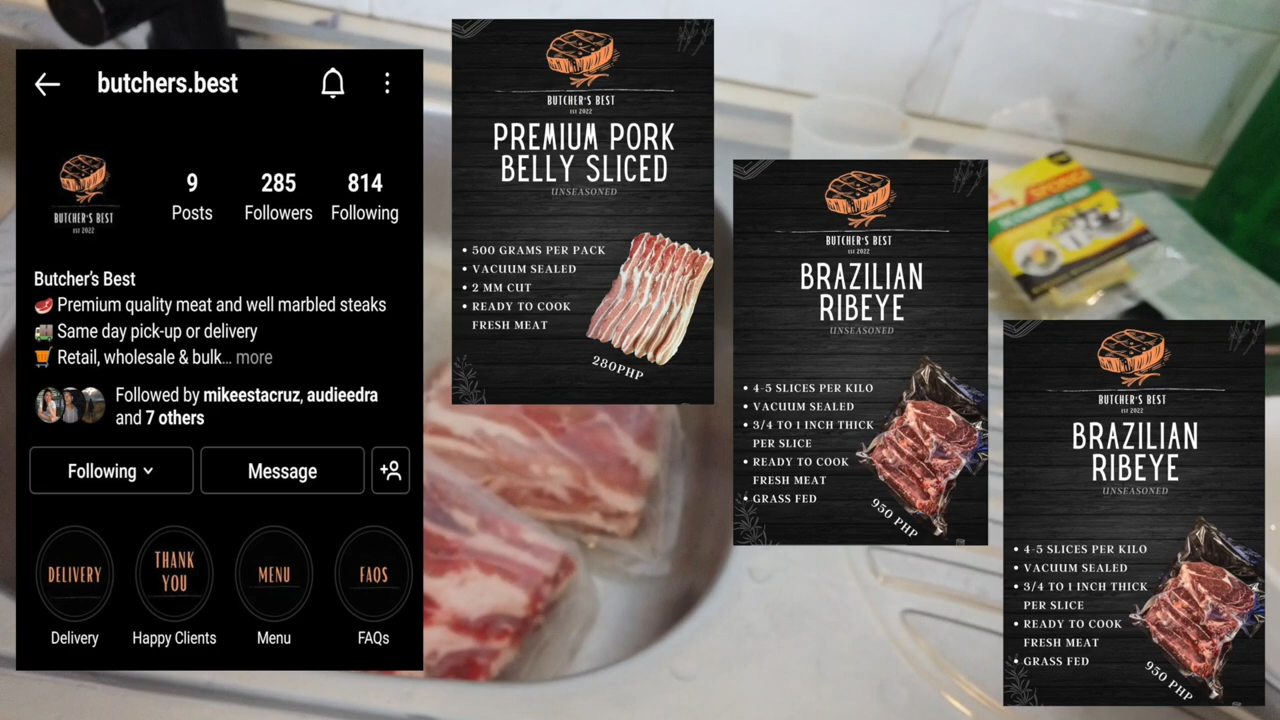 butchers.best
BUTCHER'S BEST
EST 2022
9
Posts
285
Followers
814
Following
Butcher's Best
🥩 Premium quality meat and well marbled steaks
🚚 Same day pick-up or delivery
🛒 Retail, wholesale & bulk... more
Followed by mikeestacruz, audieedra
and 7 others
Following
Message
DELIVERY
THANK
YOU
MENU
FAQS
Delivery
Happy Clients
Menu
FAQs
BUTCHER'S BEST
EST 2022
PREMIUM PORK
BELLY SLICED
UNSEASONED
• 500 GRAMS PER PACK
• VACUUM SEALED
• 2 MM CUT
• READY TO COOK
FRESH MEAT
280PHP
BUTCHER'S BEST
EST 2022
BRAZILIAN
RIBEYE
UNSEASONED
• 4-5 SLICES PER KILO
• VACUUM SEALED
• 3/4 TO 1 INCH THICK
PER SLICE
• READY TO COOK
FRESH MEAT
• GRASS FED
950 PHP
SPONGE
BUTCHER'S BEST
EST 2022
BRAZILIAN
RIBEYE
UNSEASONED
• 4-5 SLICES PER KILO
• VACUUM SEALED
• 3/4 TO 1 INCH THICK
PER SLICE
• READY TO COOK
FRESH MEAT
• GRASS FED
950 PHP